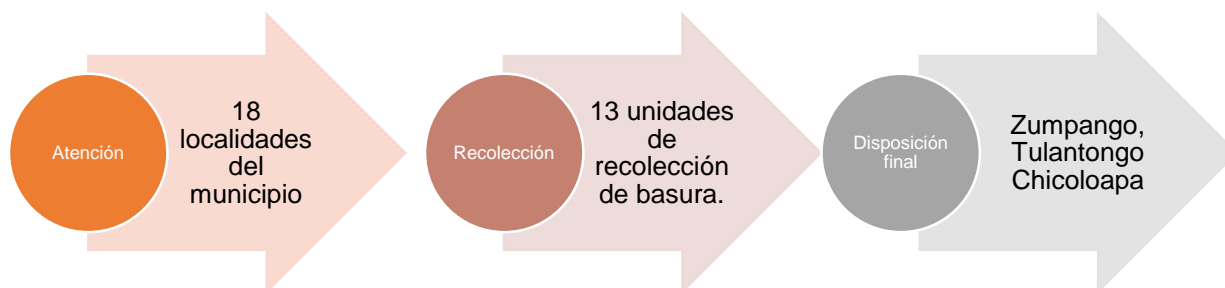 Atención
18
localidades
del
municipio
Recolección
13 unidades
de
recolección
de basura.
Disposición
final
Zumpango,
Tulantongo
Chicoloapa